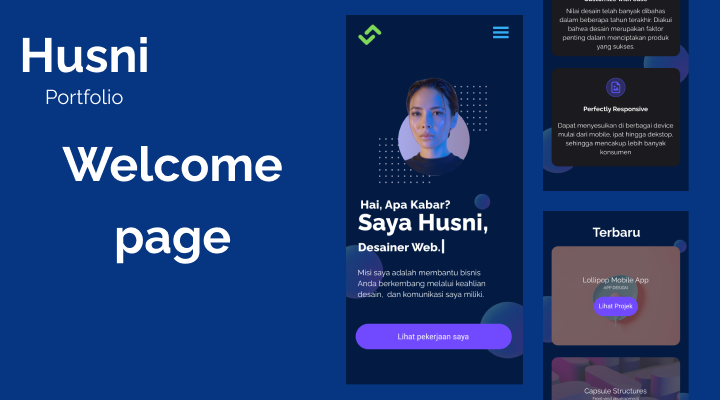 Husni
Portfolio
Welcome
page
Hai, Apa Kabar?
Saya Husni,
Desainer Web.
Misi saya adalah membantu bisnis
Anda berkembang melalui keahlian
desain, dan komunikasi saya miliki.
Lihat pekerjaan saya
Nilai desain telah banyak dibahas
dalam beberapa tahun terakhir. Diakui
bahwa desain merupakan faktor
penting dalam menciptakan produk
yang sukses.
Perfectly Responsive
Dapat menyesuikan di berbagai device
mulai dari mobile, ipat hingga dekstop,
sehingga mencakup lebih banyak
konsumen
Terbaru
Lollipop Mobile App
APP DESIGN
Lihat Projek
Capsule Structures